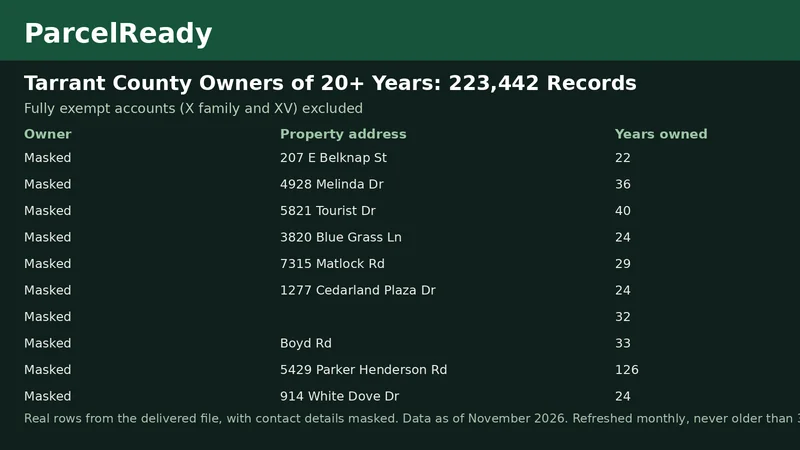 ParcelReady
Tarrant County Owners of 20+ Years: 223,442 Records
Fully exempt accounts (X family and XV) excluded
Owner Property address Years owned
Masked 207 E Belknap St 22
Masked 4928 Melinda Dr 36
Masked 5821 Tourist Dr 40
Masked 3820 Blue Grass Ln 24
Masked 7315 Matlock Rd 29
Masked 1277 Cedarland Plaza Dr 24
Masked 32
Masked Boyd Rd 33
Masked 5429 Parker Henderson Rd 126
Masked 914 White Dove Dr 24
Real rows from the delivered file, with contact details masked. Data as of November 2026. Refreshed monthly, never older than